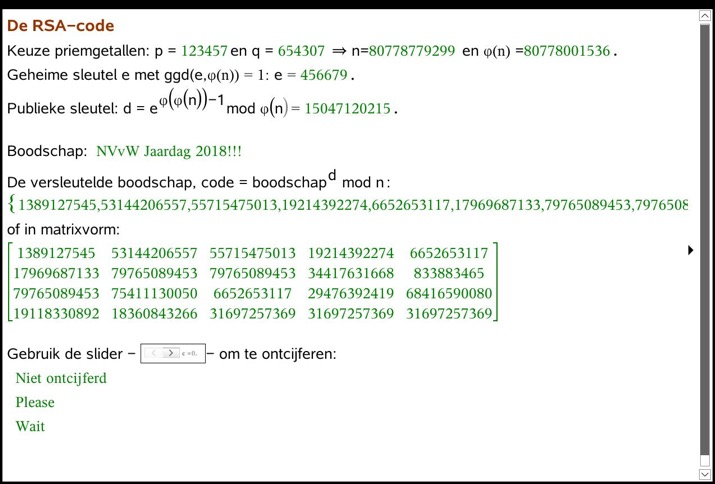 De RSA-code
Keuze priemgetallen: p = 123457 en q = 654307 ⇒ n=80778779299 en φ(n) =80778001536.
Geheime sleutel e met ggd(e,φ(n)) = 1: e = 456679.
Publieke sleutel: d = e^φ(φ(n))−1 mod φ(n) = 15047120215.
Boodschap: NVvW Jaardag 2018!!!
De versleutelde boodschap, code = boodschap^d mod n:
{1389127545,53144206557,55715475013,19214392274,6652653117,17969687133,79765089453,7976508
of in matrixvorm:
1389127545 53144206557 55715475013 19214392274 6652653117
17969687133 79765089453 79765089453 34417631668 833883465
79765089453 75411130050 6652653117 29476392419 68416590080
19118330892 18360843266 31697257369 31697257369 31697257369
Gebruik de slider – < > ε =0. – om te ontcijferen:
Niet ontcijferd
Please
Wait